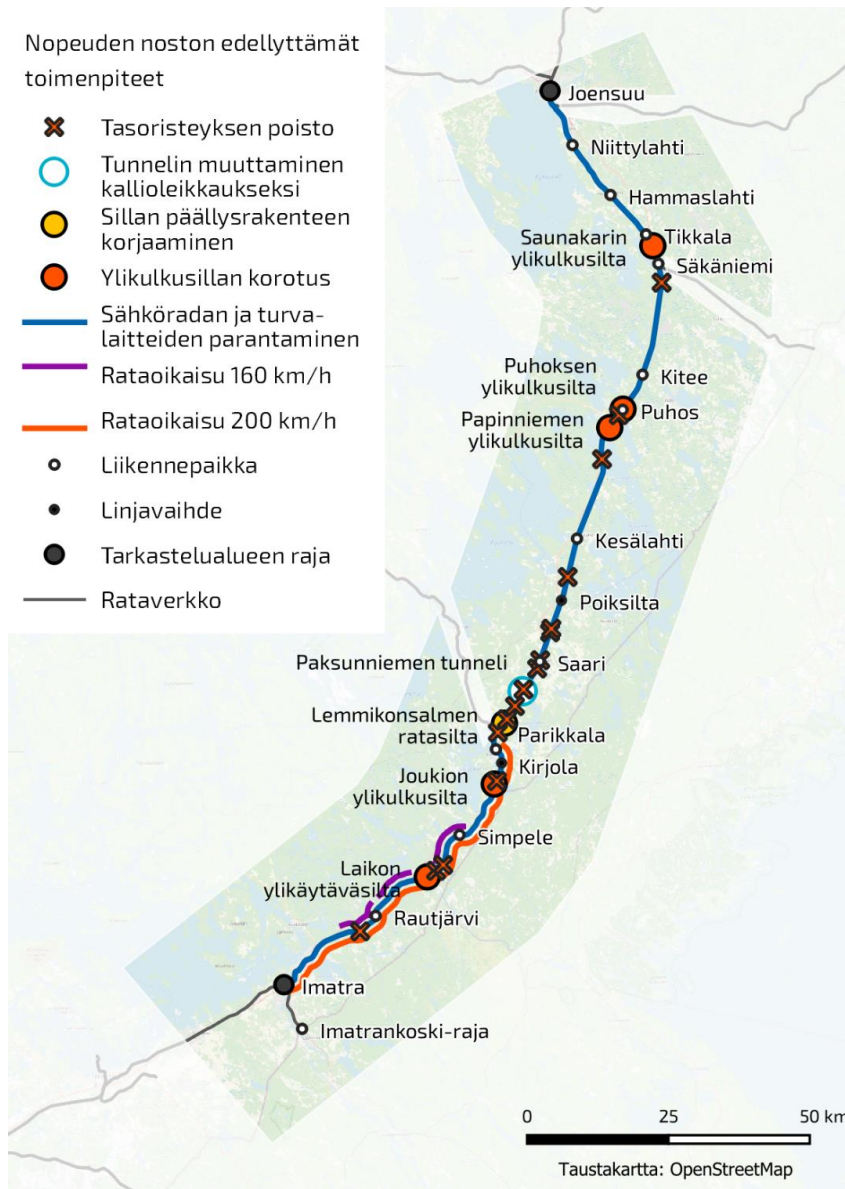 Nopeuden noston edellyttämät
toimenpiteet
Tasoristeyksen poisto
Tunnelin muuttaminen
kallioleikkaukseksi
Sillan päällysrakenteen
korjaaminen
Ylikulkusillan korotus
Sähköradan ja turva-
laitteiden parantaminen
Rataoikaisu 160 km/h
Rataoikaisu 200 km/h
Liikennepaikka
Linjavaihde
Tarkastelualueen raja
Rataverkko
Joensuu
Niittylahti
Hammaslahti
Tikkala
Saunakarin
ylikulkusilta
Säkäniemi
Kitee
Puhoksen
ylikulkusilta
Puhos
Papinniemen
ylikulkusilta
Kesälahti
Poiksilta
Paksunniemen tunneli
Saari
Lemmikonsalmen
ratasilta
Parikkala
Kirjola
Joukion
ylikulkusilta
Simpele
Laikon
ylikäytäväsilta
Rautjärvi
Imatra
Imatrankoski-raja
0 25 50 km
Taustakartta: OpenStreetMap